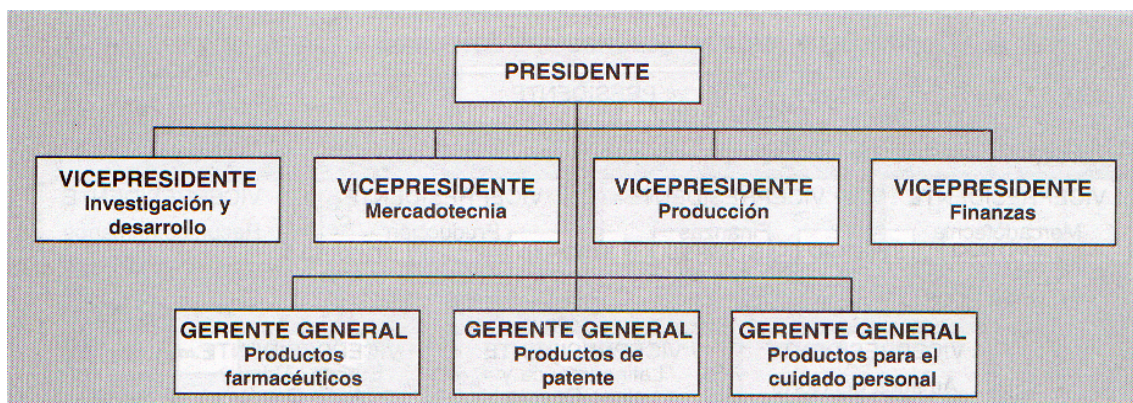 PRESIDENTE
VICEPRESIDENTE
Investigación y
desarrollo
VICEPRESIDENTE
Mercadotecnia
VICEPRESIDENTE
Producción
VICEPRESIDENTE
Finanzas
GERENTE GENERAL
Productos
farmacéuticos
GERENTE GENERAL
Productos de
patente
GERENTE GENERAL
Productos para el
cuidado personal